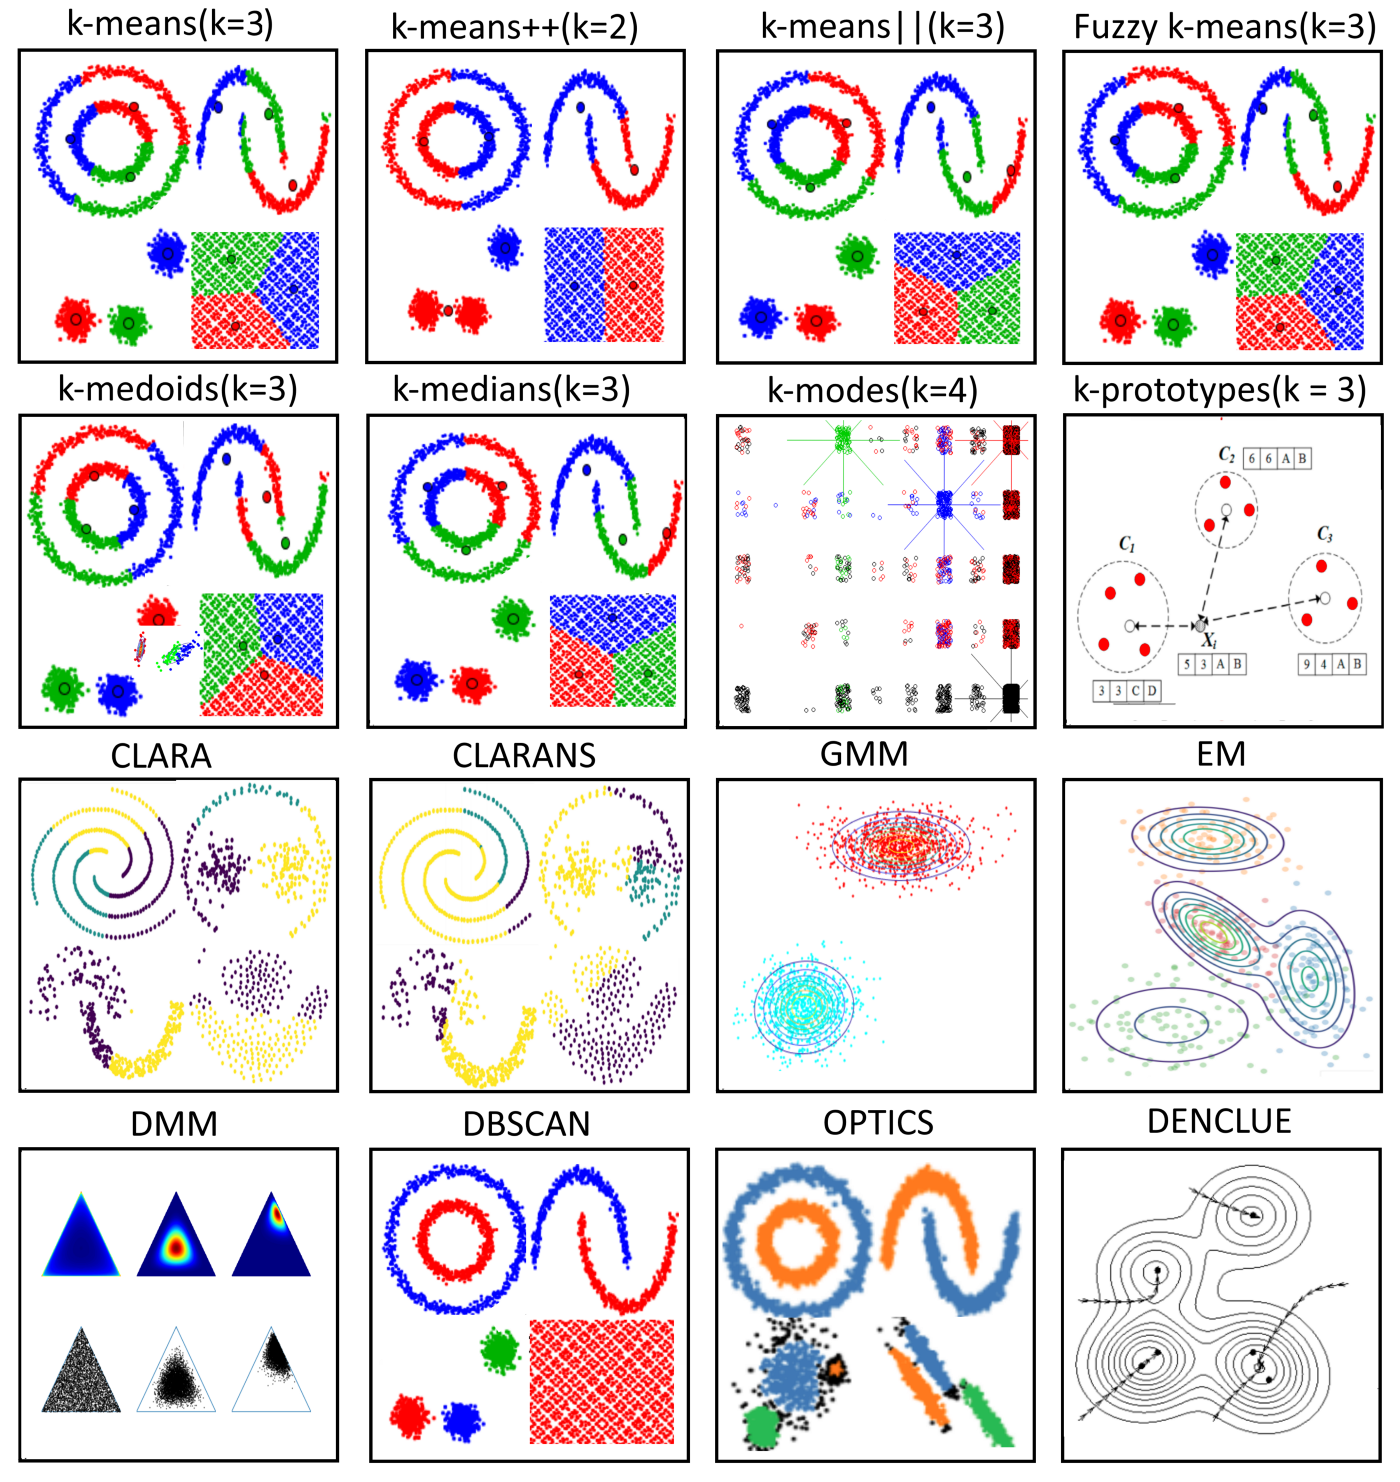 k-means(k=3)
k-means++(k=2)
k-means||(k=3)
Fuzzy k-means(k=3)
k-medoids(k=3)
k-medians(k=3)
k-modes(k=4)
k-prototypes(k = 3)
C2 6 6 A B
C1
C3
Xi
5 3 A B
9 4 A B
3 3 C D
CLARA
CLARANS
GMM
EM
DMM
DBSCAN
OPTICS
DENCLUE